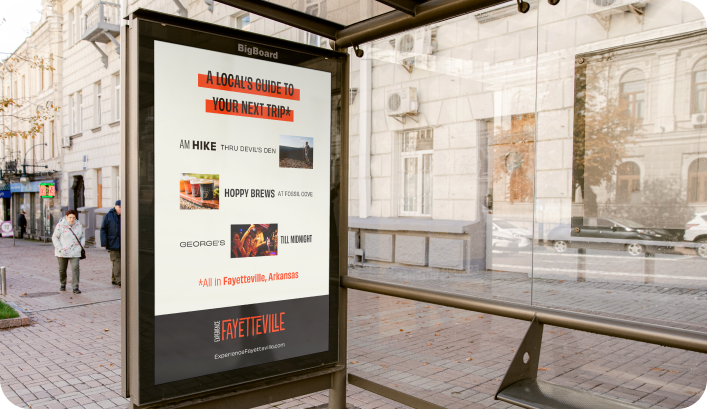 BigBoard
A LOCAL'S GUIDE TO
YOUR NEXT TRIP*
AM HIKE THRU DEVIL'S DEN
HOPPY BREWS AT FOSSIL COVE
GEORGE'S TILL MIDNIGHT
*All in Fayetteville, Arkansas
EXPERIENCE FAYETTEVILLE
ExperienceFayetteville.com